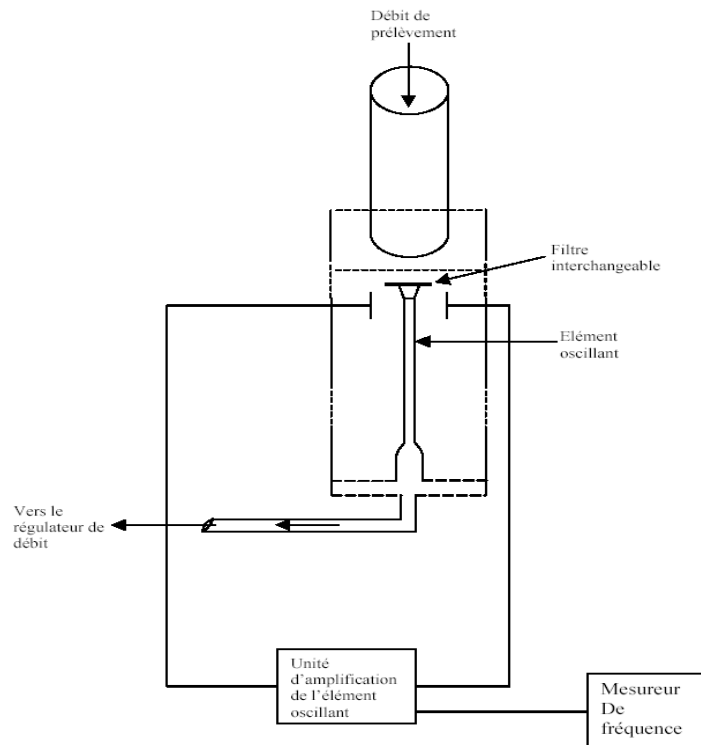 Débit de
prélèvement
Filtre
interchangeable
Elément
oscillant
Vers le
régulateur de
débit
Unité
d’amplification
de l’élément
oscillant
Mesureur
De
fréquence